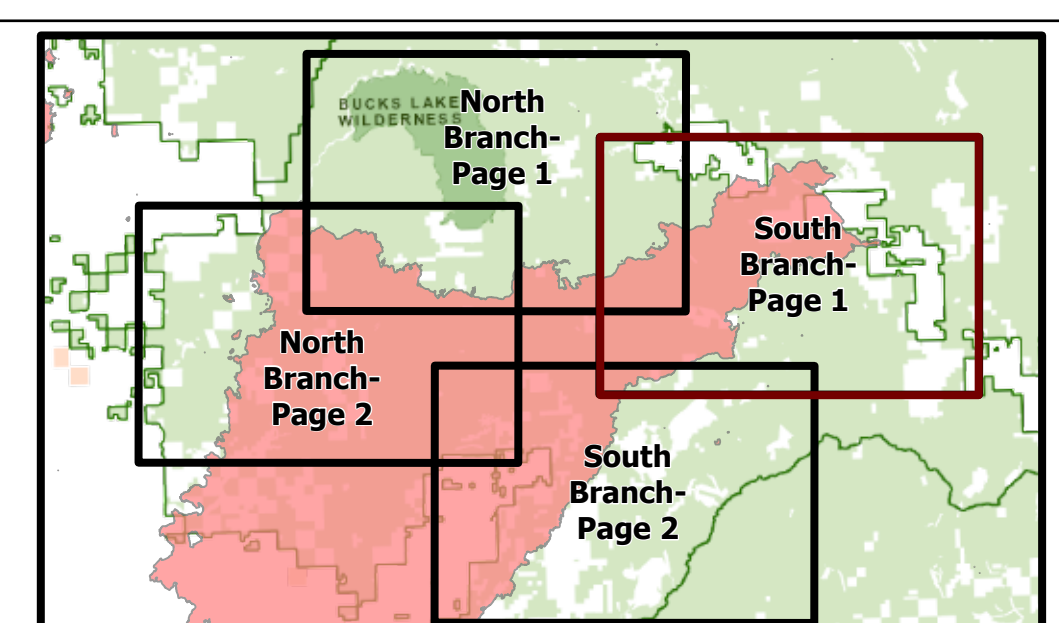 BUCKS LAKE
WILDERNESS
North
Branch-
Page 1
South
Branch-
Page 1
North
Branch-
Page 2
South
Branch-
Page 2